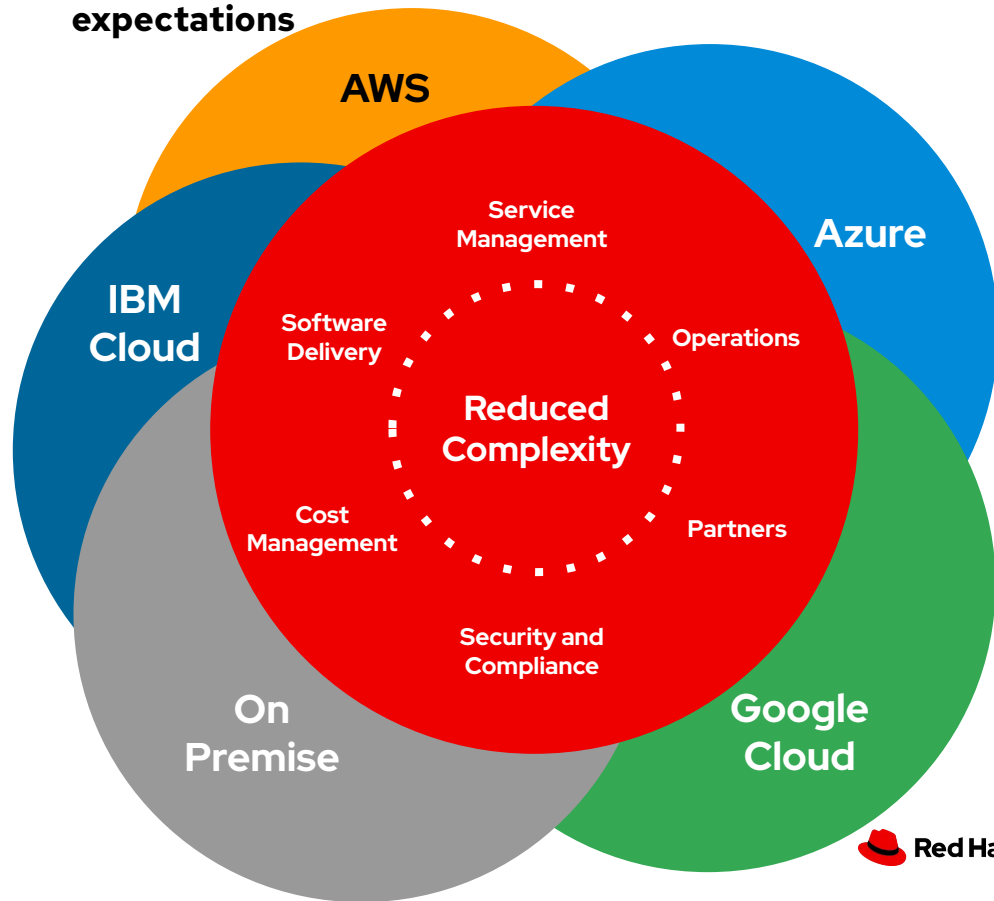 expectations
AWS
Azure
Service
Management
IBM
Cloud
Software
Delivery
Operations
Reduced
Complexity
Cost
Management
Partners
Security and
Compliance
On
Premise
Google
Cloud
Red Ha